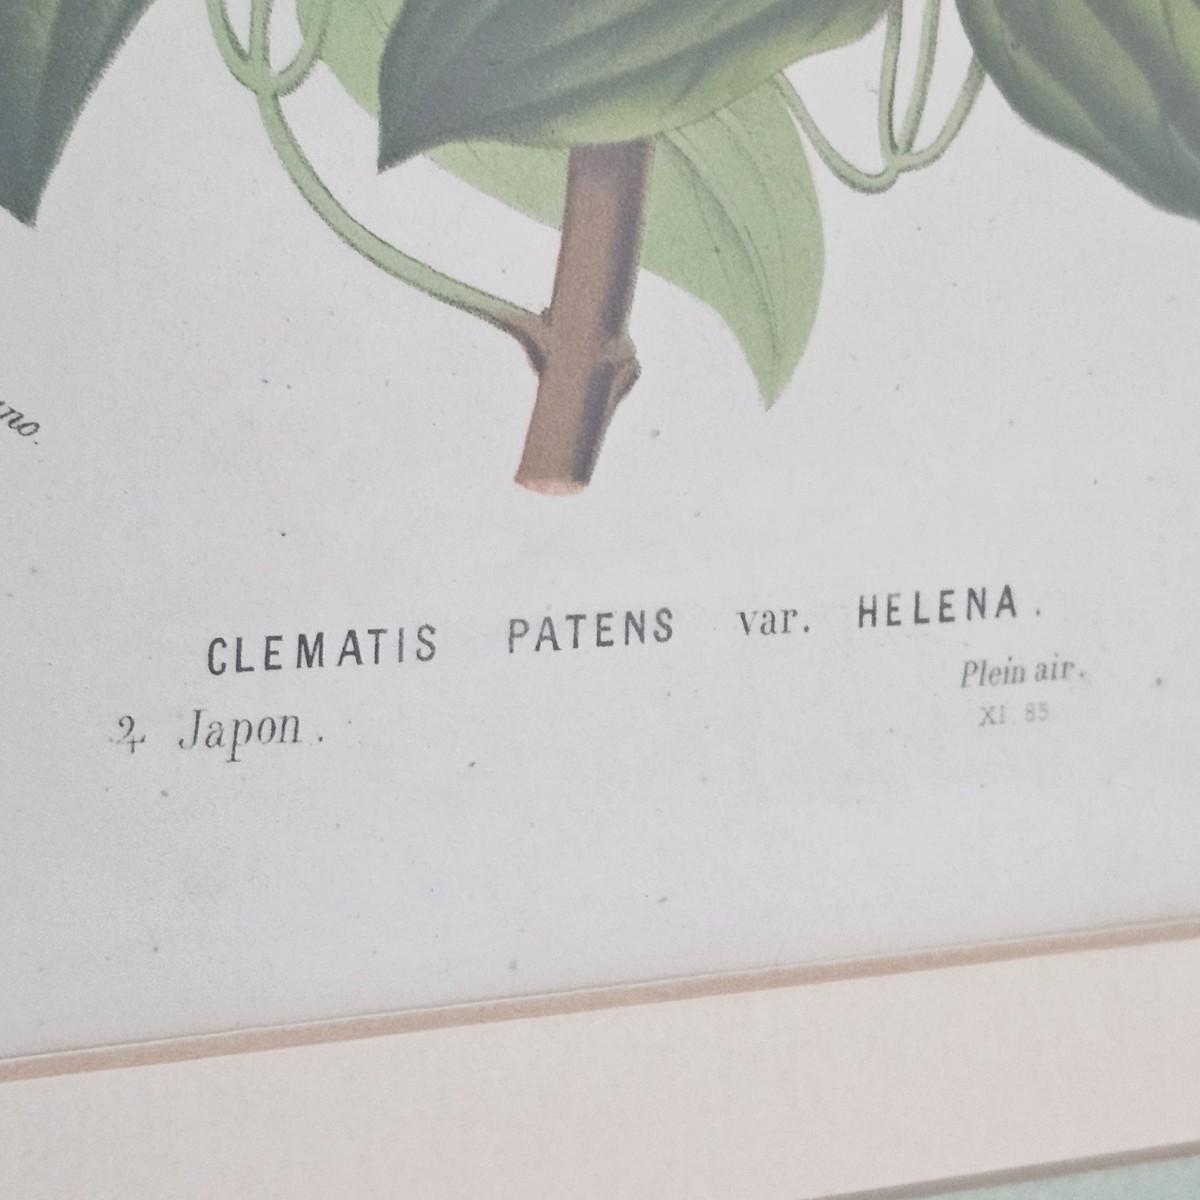 CLEMATIS PATENS var. HELENA.
♃ Japon.
Plein air.
XI. 85